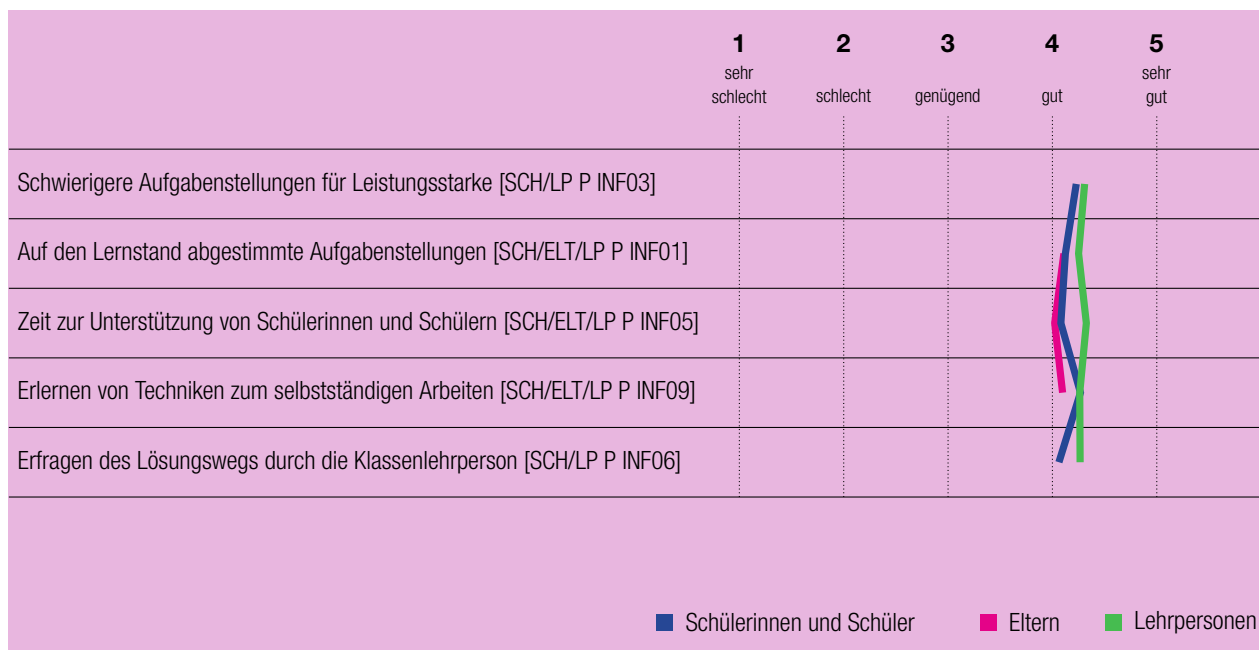 1 2 3 4 5
sehr schlecht schlecht genügend gut sehr gut
Schwierigere Aufgabenstellungen für Leistungsstarke [SCH/LP P INF03]
Auf den Lernstand abgestimmte Aufgabenstellungen [SCH/ELT/LP P INF01]
Zeit zur Unterstützung von Schülerinnen und Schülern [SCH/ELT/LP P INF05]
Erlernen von Techniken zum selbstständigen Arbeiten [SCH/ELT/LP P INF09]
Erfragen des Lösungswegs durch die Klassenlehrperson [SCH/LP P INF06]
Schülerinnen und Schüler Eltern Lehrpersonen